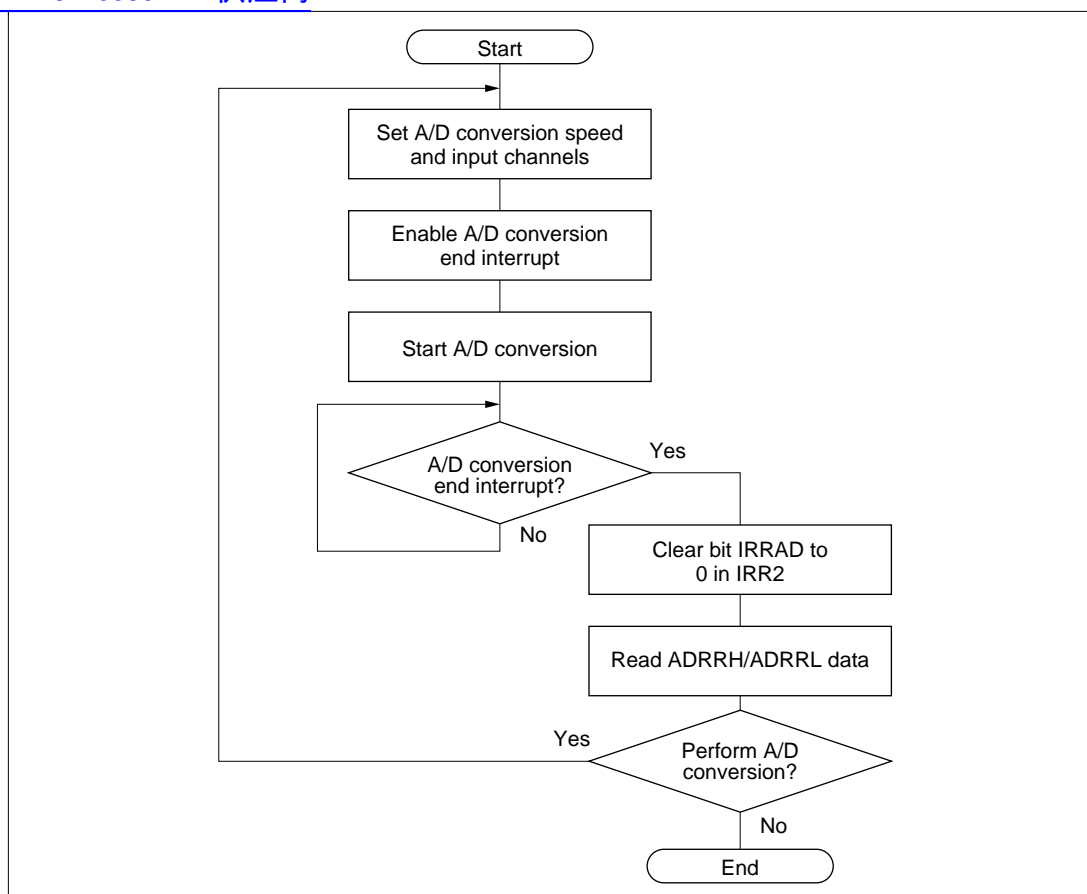 Start
Set A/D conversion speed
and input channels
Enable A/D conversion
end interrupt
Start A/D conversion
A/D conversion
end interrupt?
Yes
No
Clear bit IRRAD to
0 in IRR2
Read ADRRH/ADRRL data
Yes
Perform A/D
conversion?
No
End